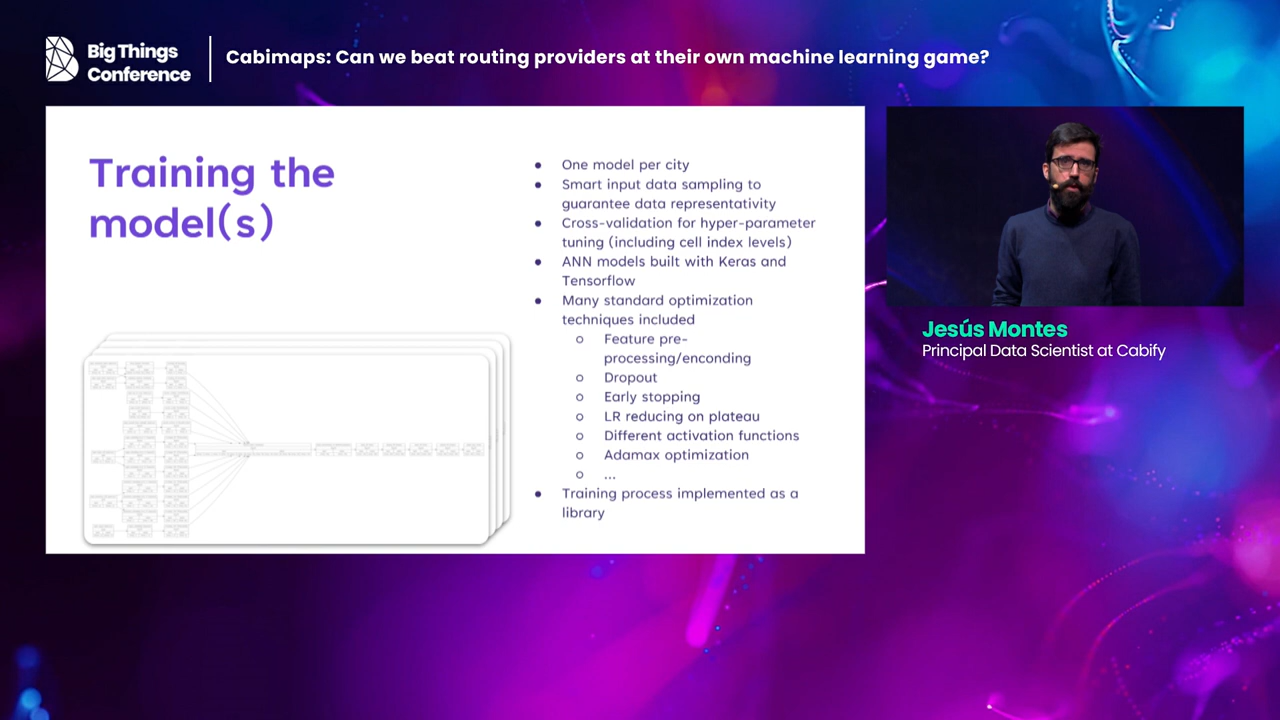 Big Things
Conference
Cabimaps: Can we beat routing providers at their own machine learning game?
Training the
model(s)
● One model per city
● Smart input data sampling to
guarantee data representativity
● Cross-validation for hyper-parameter
tuning (including cell index levels)
● ANN models built with Keras and
Tensorflow
● Many standard optimization
techniques included
○ Feature pre-
processing/enconding
○ Dropout
○ Early stopping
○ LR reducing on plateau
○ Different activation functions
○ Adamax optimization
○ ...
● Training process implemented as a
library
Jesús Montes
Principal Data Scientist at Cabify